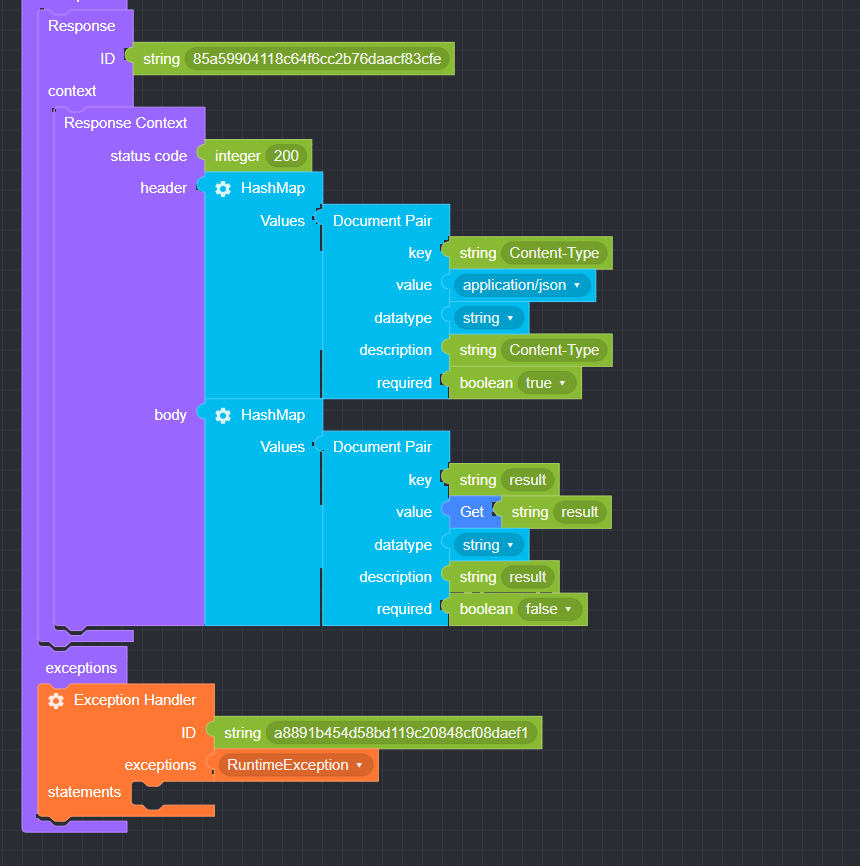 Response
ID string 85a59904118c64f6cc2b76daacf83cfe
context
Response Context
status code integer 200
header HashMap
Values Document Pair
key string Content-Type
value application/json
datatype string
description string Content-Type
required boolean true
body HashMap
Values Document Pair
key string result
value Get string result
datatype string
description string result
required boolean false
exceptions
Exception Handler
ID string a8891b454d58bd119c20848cf08daef1
exceptions RuntimeException
statements